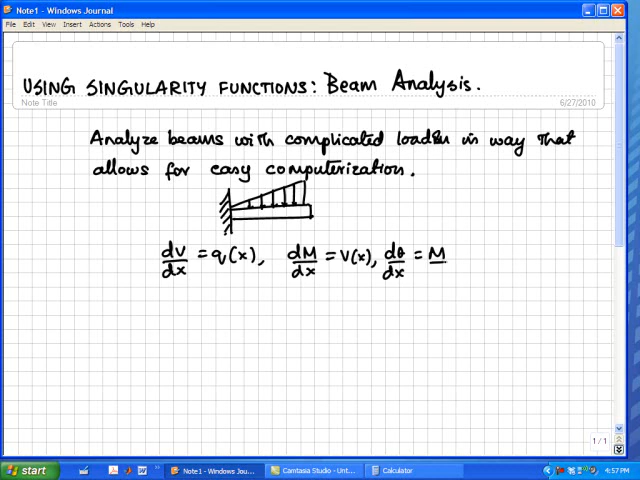 Note1 - Windows Journal
File Edit View Insert Actions Tools Help
USING SINGULARITY FUNCTIONS: Beam Analysis.
Note Title
6/27/2010
Analyze beams with complicated loads in way that
allows for easy computerization.
dV/dx = q(x), dM/dx = V(x), dθ/dx = M
1 / 1
start
Note1 - Windows Jou...
Camtasia Studio - Unt...
Calculator
4:57 PM